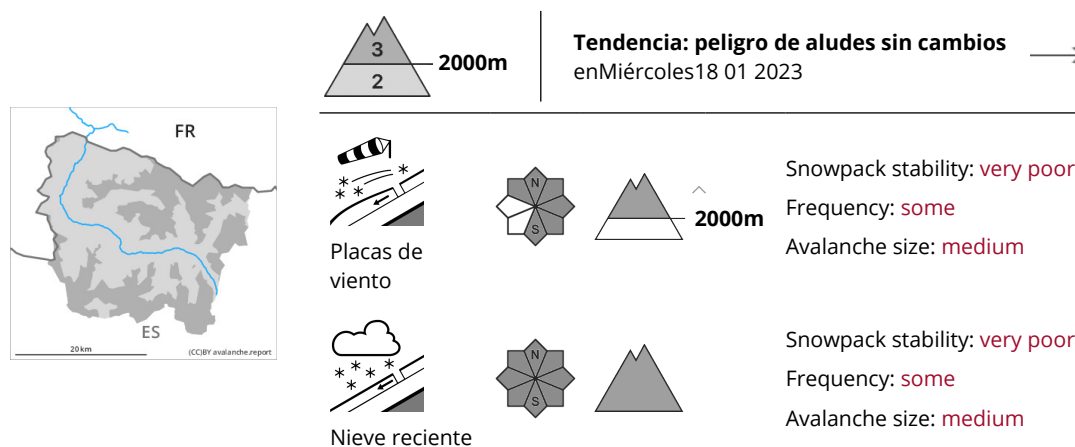 3
2
2000m
Tendencia: peligro de aludes sin cambios
enMiércoles18 01 2023
FR
ES
20 km
(CC)BY avalanche.report
Placas de
viento
N
S
2000m
Snowpack stability: very poor
Frequency: some
Avalanche size: medium
Nieve reciente
N
S
Snowpack stability: very poor
Frequency: some
Avalanche size: medium